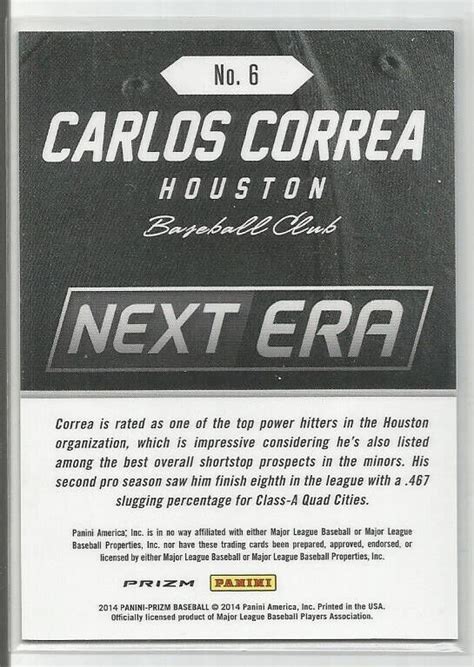 No. 6
CARLOS CORREA
HOUSTON
Baseball Club
NEXT ERA
Correa is rated as one of the top power hitters in the Houston
organization, which is impressive considering he's also listed
among the best overall shortstop prospects in the minors. His
second pro season saw him finish eighth in the league with a .467
slugging percentage for Class-A Quad Cities.
Panini America, Inc. is in no way affiliated with either Major League Baseball or Major League
Baseball Properties, Inc. nor have these trading cards been prepared, approved, endorsed, or
licensed by either Major League Baseball or Major League Baseball Properties, Inc.
PRIZM PANINI
2014 PANINI-PRIZM BASEBALL © 2014 Panini America, Inc. Printed in the USA.
Officially licensed product of Major League Baseball Players Association.